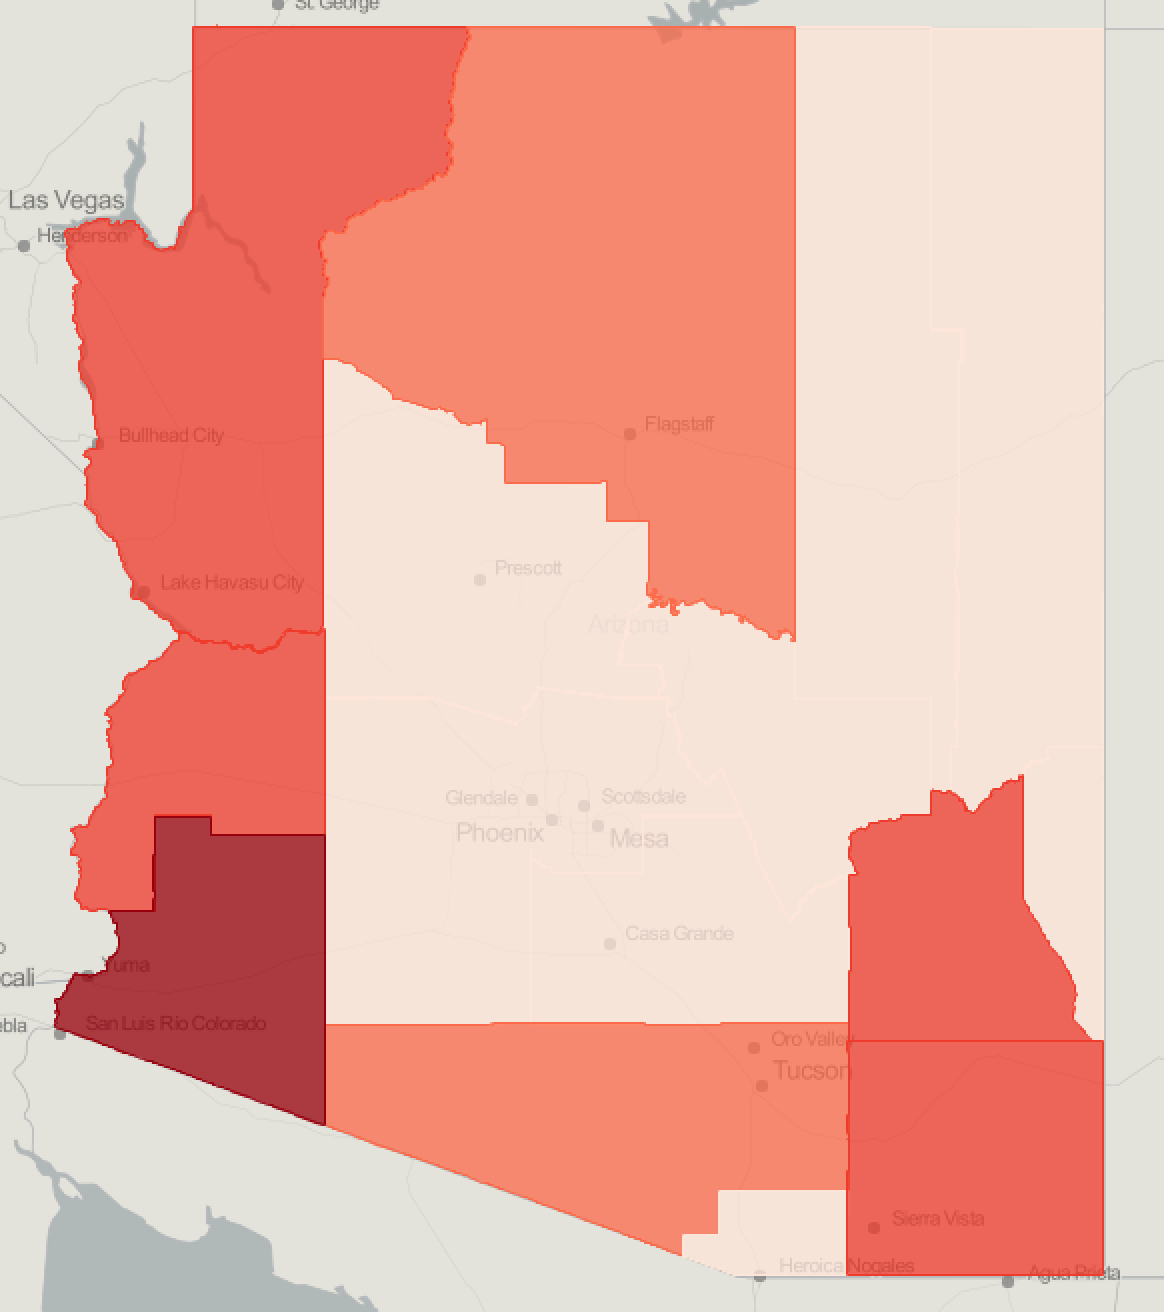 St. George
Las Vegas
Henderson
Bullhead City
Flagstaff
Prescott
Lake Havasu City
Arizona
Glendale
Scottsdale
Phoenix
Mesa
Casa Grande
Yuma
cali
San Luis Río Colorado
ebla
Oro Valley
Tucson
Sierra Vista
Heroica Nogales
Agua Prieta